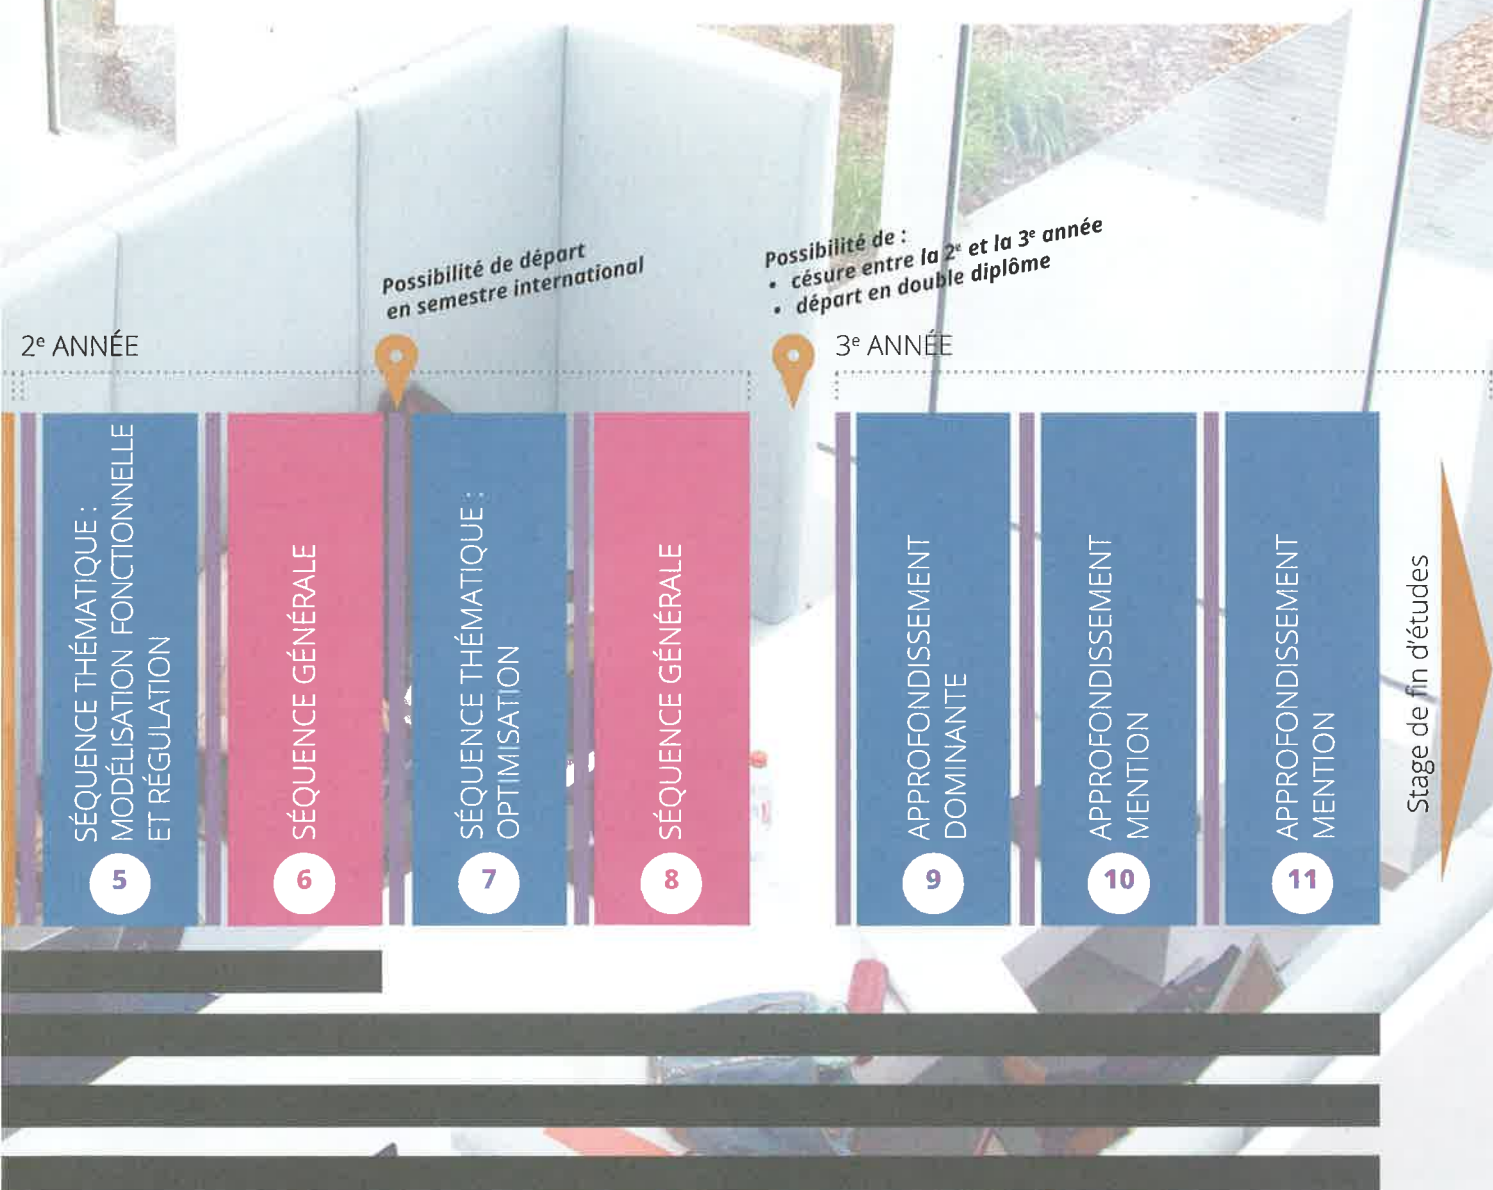 Possibilité de départ
en semestre international
Possibilité de :
• césure entre la 2e et la 3e année
• départ en double diplôme
2e ANNÉE
3e ANNÉE
SÉQUENCE THÉMATIQUE :
MODÉLISATION FONCTIONNELLE
ET RÉGULATION
5
SÉQUENCE GÉNÉRALE
6
SÉQUENCE THÉMATIQUE :
OPTIMISATION
7
SÉQUENCE GÉNÉRALE
8
APPROFONDISSEMENT
DOMINANTE
9
APPROFONDISSEMENT
MENTION
10
APPROFONDISSEMENT
MENTION
11
Stage de fin d'études